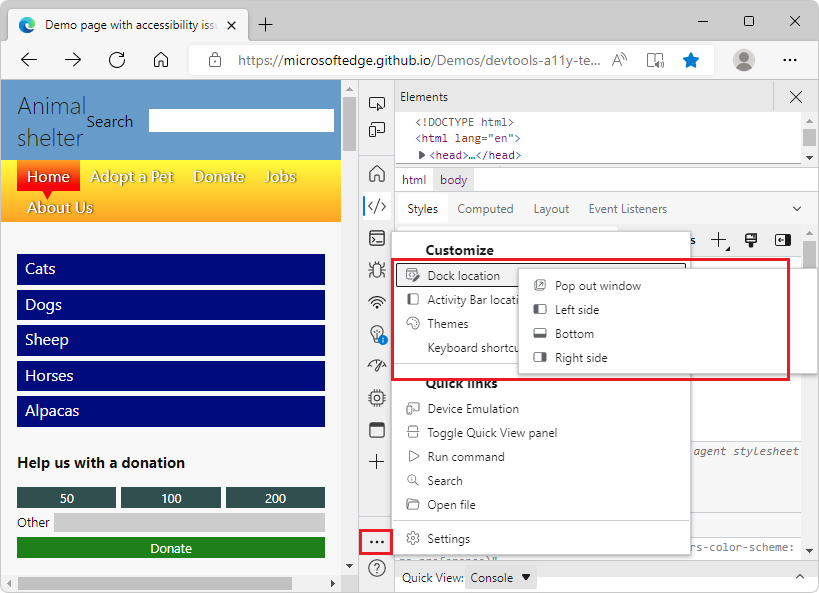 Demo page with accessibility iss
https://microsoftedge.github.io/Demos/devtools-a11y-te...
Animal
shelter
Search
Home
Adopt a Pet
Donate
Jobs
About Us
Cats
Dogs
Sheep
Horses
Alpacas
Help us with a donation
50
100
200
Other
Donate
Elements
<!DOCTYPE html>
<html lang="en">
<head>…</head>
html
body
Styles
Computed
Layout
Event Listeners
Customize
Dock location
Activity Bar locati
Themes
Keyboard shortcu
Pop out window
Left side
Bottom
Right side
Quick links
Device Emulation
Toggle Quick View panel
Run command
Search
Open file
Settings
agent stylesheet
rs-color-scheme:
Quick View:
Console